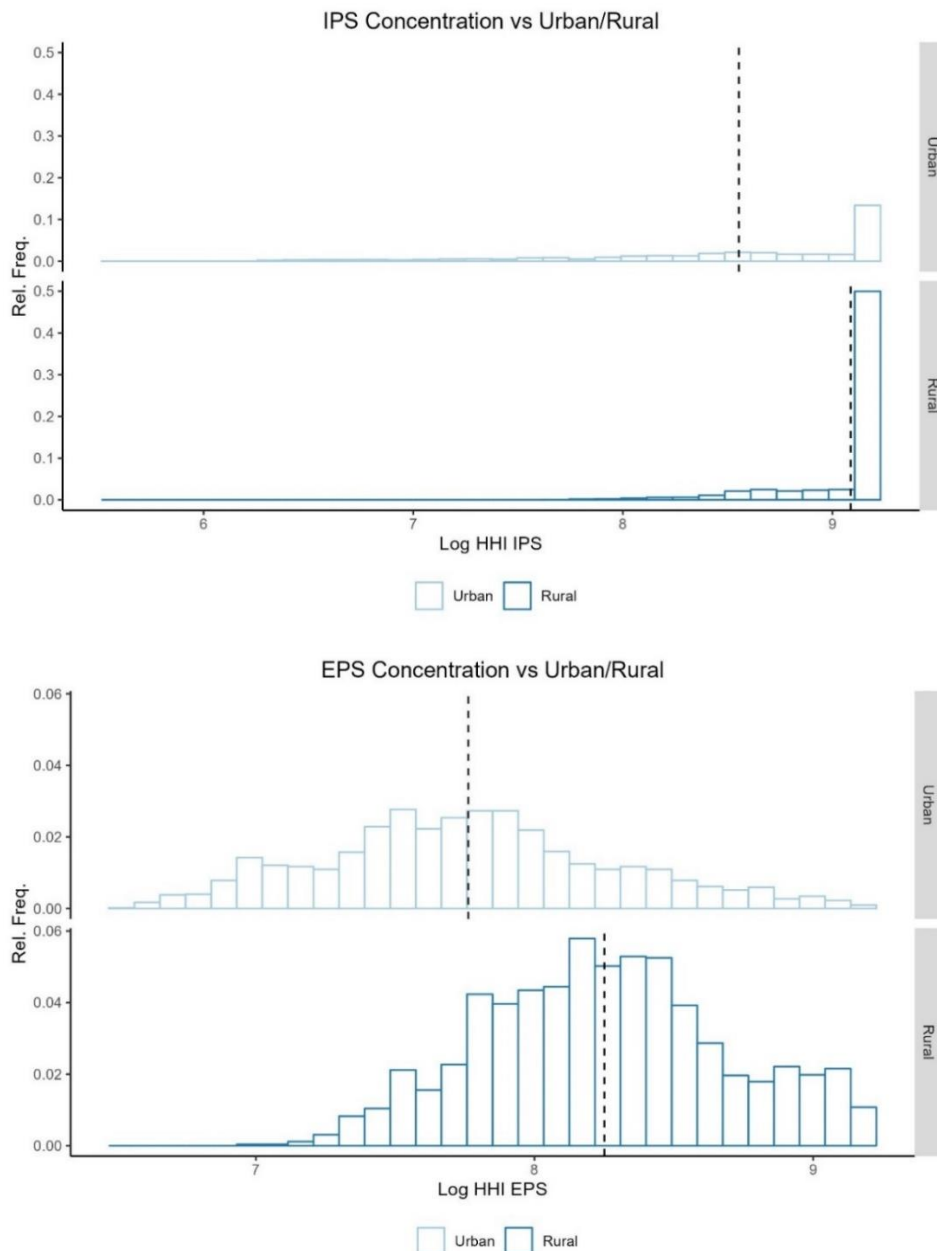 IPS Concentration vs Urban/Rural
Rel. Freq.
0.5
0.4
0.3
0.2
0.1
0.0
Urban
0.5
0.4
0.3
0.2
0.1
0.0
Rural
6 7 8 9
Log HHI IPS
Urban Rural
EPS Concentration vs Urban/Rural
Rel. Freq.
0.06
0.04
0.02
0.00
Urban
0.06
0.04
0.02
0.00
Rural
7 8 9
Log HHI EPS
Urban Rural